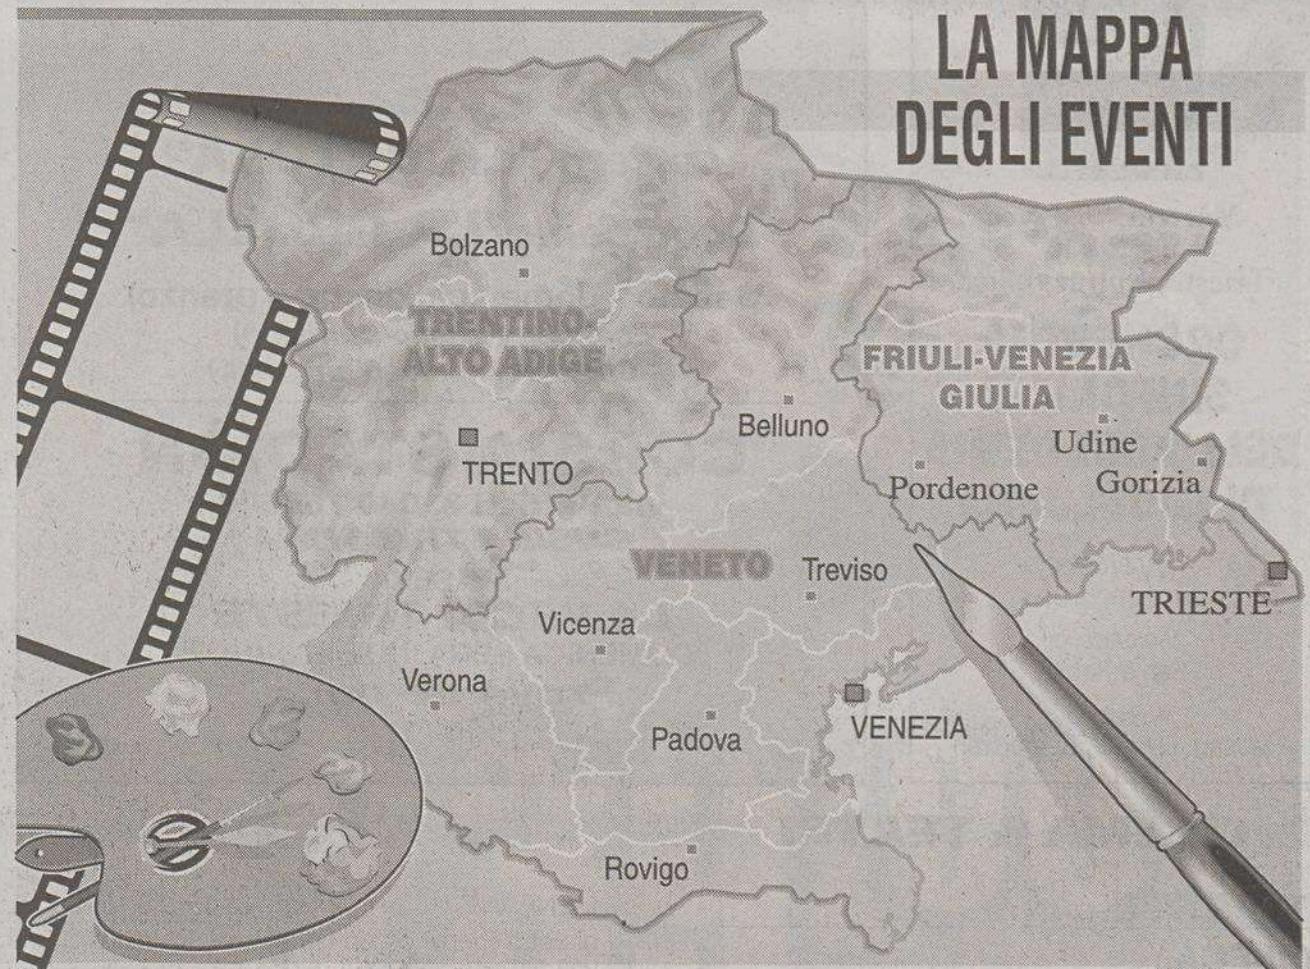 LA MAPPA
DEGLI EVENTI
Bolzano
TRENTINO-
ALTO ADIGE
FRIULI-VENEZIA
GIULIA
Belluno
Udine
TRENTO
Pordenone
Gorizia
VENETO
Treviso
TRIESTE
Vicenza
Verona
Padova
VENEZIA
Rovigo